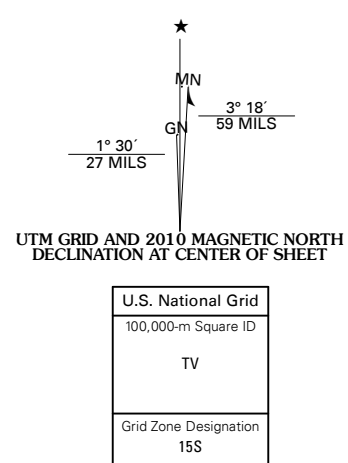 ★
MN
3° 18´
GN
59 MILS
1° 30´
27 MILS
UTM GRID AND 2010 MAGNETIC NORTH
DECLINATION AT CENTER OF SHEET
U.S. National Grid
100,000-m Square ID
TV
Grid Zone Designation
15S